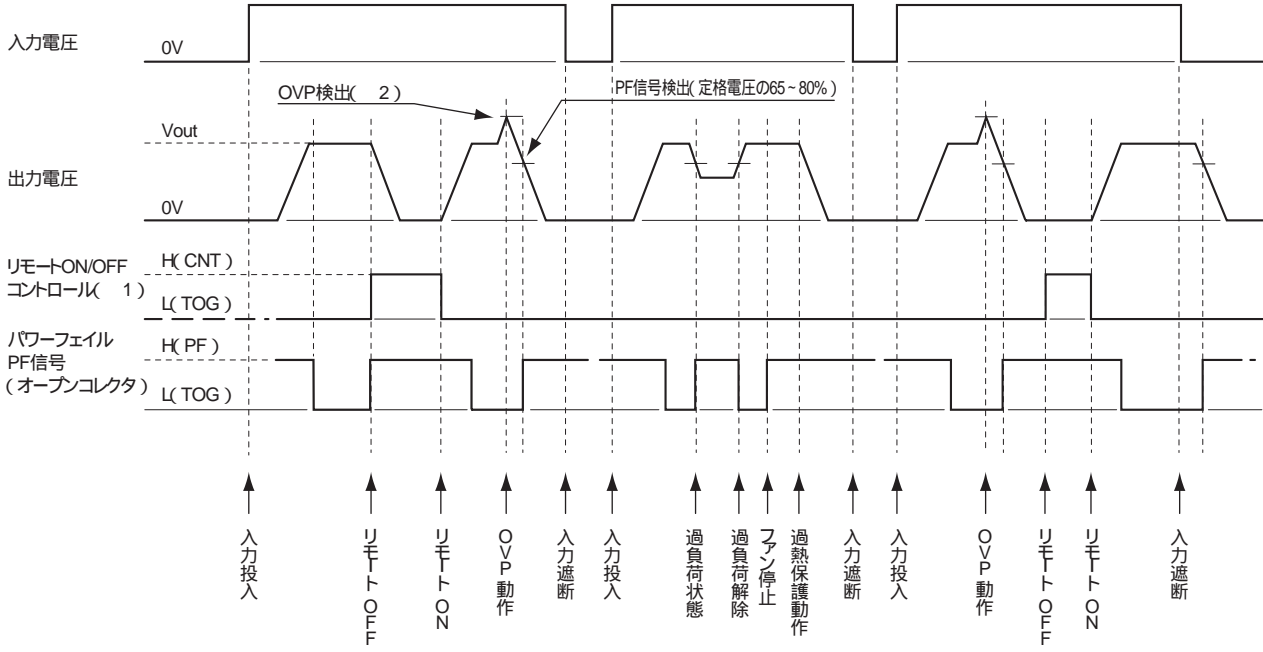 入力電圧
0V
OVP検出( 2)
PF信号検出(定格電圧の65~80%)
Vout
出力電圧
0V
リモートON/OFF
コントロール( 1)
H(CNT)
L(TOG)
パワーフェイル
PF信号
(オープンコレクタ)
H(PF)
L(TOG)
入力投入
リモートOFF
リモートON
OVP動作
入力遮断
入力投入
過負荷状態
過負荷解除
ファン停止
過熱保護動作
入力遮断
入力投入
OVP動作
リモートOFF
リモートON
入力遮断